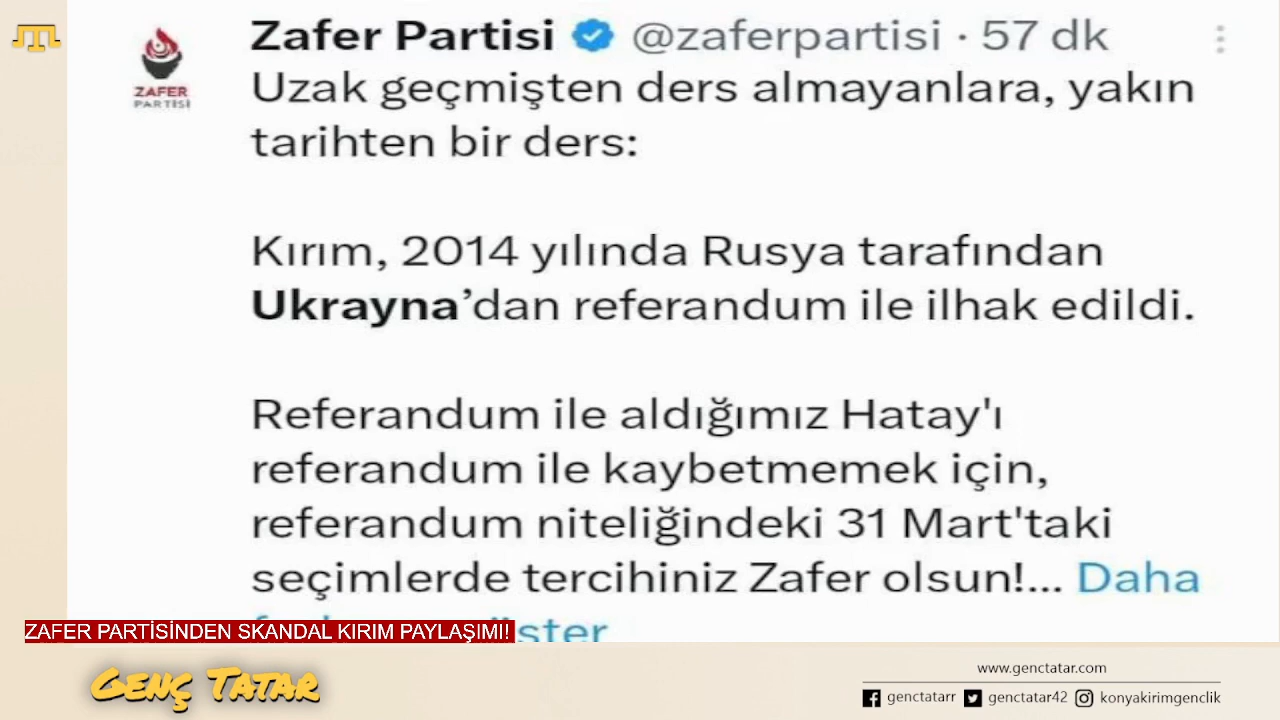 Zafer Partisi @zaferpartisi · 57 dk
ZAFER
PARTİSİ
Uzak geçmişten ders almayanlara, yakın
tarihten bir ders:
Kırım, 2014 yılında Rusya tarafından
Ukrayna’dan referandum ile ilhak edildi.
Referandum ile aldığımız Hatay'ı
referandum ile kaybetmemek için,
referandum niteliğindeki 31 Mart'taki
seçimlerde tercihiniz Zafer olsun!... Daha
ZAFER PARTİSİNDEN SKANDAL KIRIM PAYLAŞIMI!
GENÇ TATAR
www.genctatar.com
genctatarr genctatar42 konyakirimgenclik